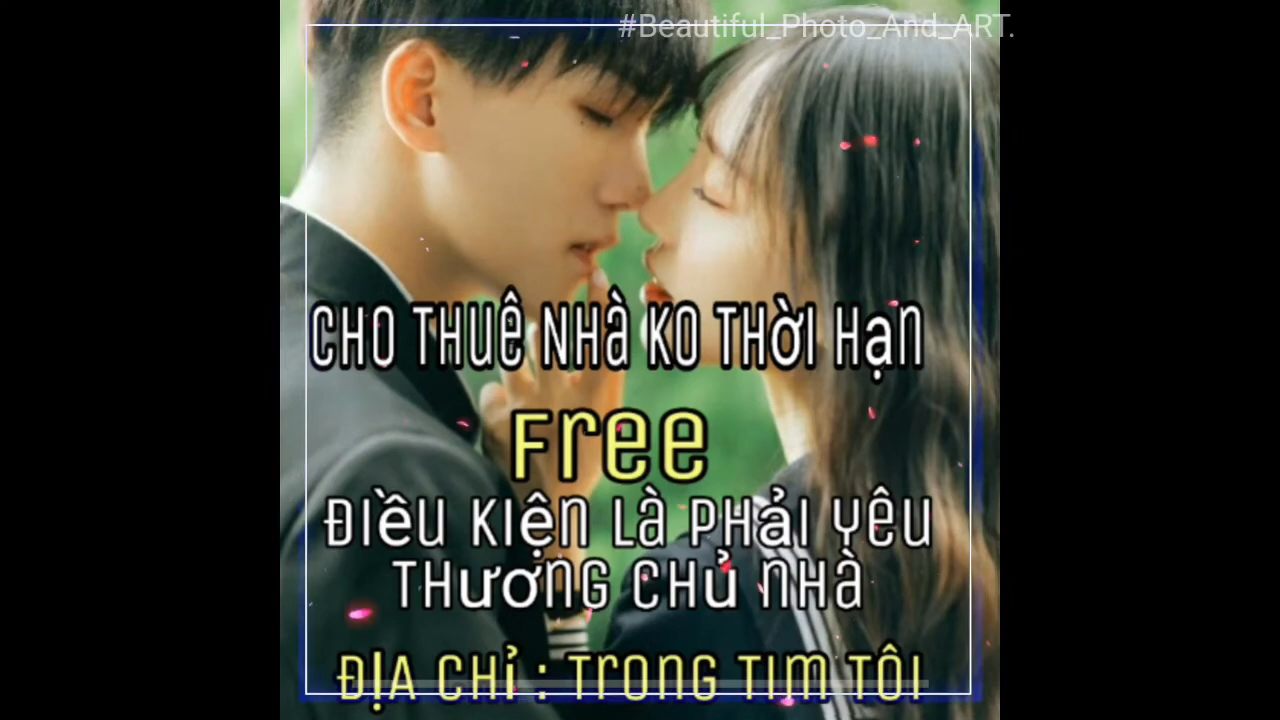 #Beautiful_Photo_And_ART.
CHO THUÊ NHÀ KO THỜI HẠN
Free
ĐIỀU KIỆN LÀ PHẢI YÊU
THƯƠNG CHỦ NHÀ
ĐỊA CHỈ : TRONG TIM TÔI